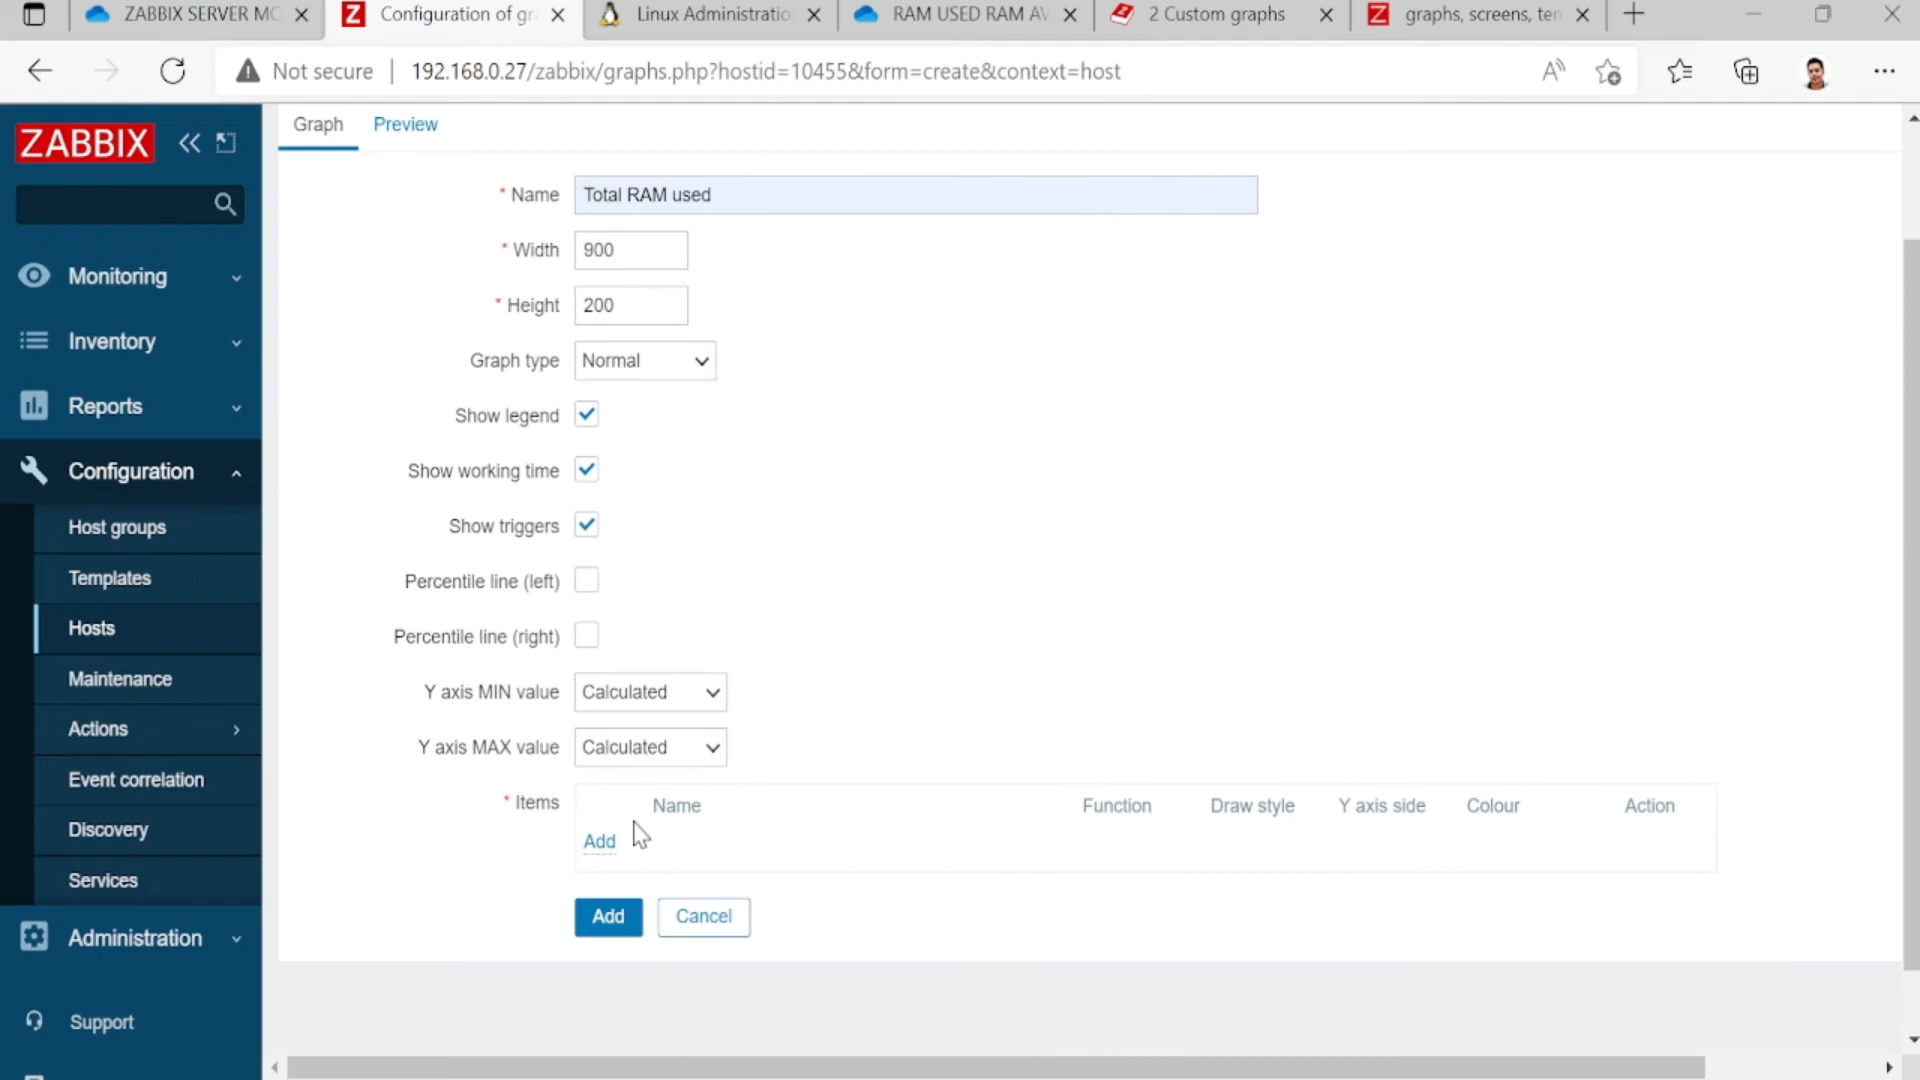 ZABBIX SERVER MO
Configuration of gr
Linux Administratio
RAM USED RAM AV
2 Custom graphs
graphs, screens, ten
Not secure
192.168.0.27/zabbix/graphs.php?hostid=10455&form=create&context=host
ZABBIX
Monitoring
Inventory
Reports
Configuration
Host groups
Templates
Hosts
Maintenance
Actions
Event correlation
Discovery
Services
Administration
Support
Graph Preview
* Name Total RAM used
* Width 900
* Height 200
Graph type Normal
Show legend
Show working time
Show triggers
Percentile line (left)
Percentile line (right)
Y axis MIN value Calculated
Y axis MAX value Calculated
* Items Name Function Draw style Y axis side Colour Action
Add
Add Cancel